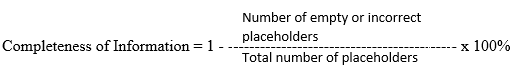 Number of empty or incorrect
placeholders
Completeness of Information = 1 - ---------------------------------------------- x 100%
Total number of placeholders